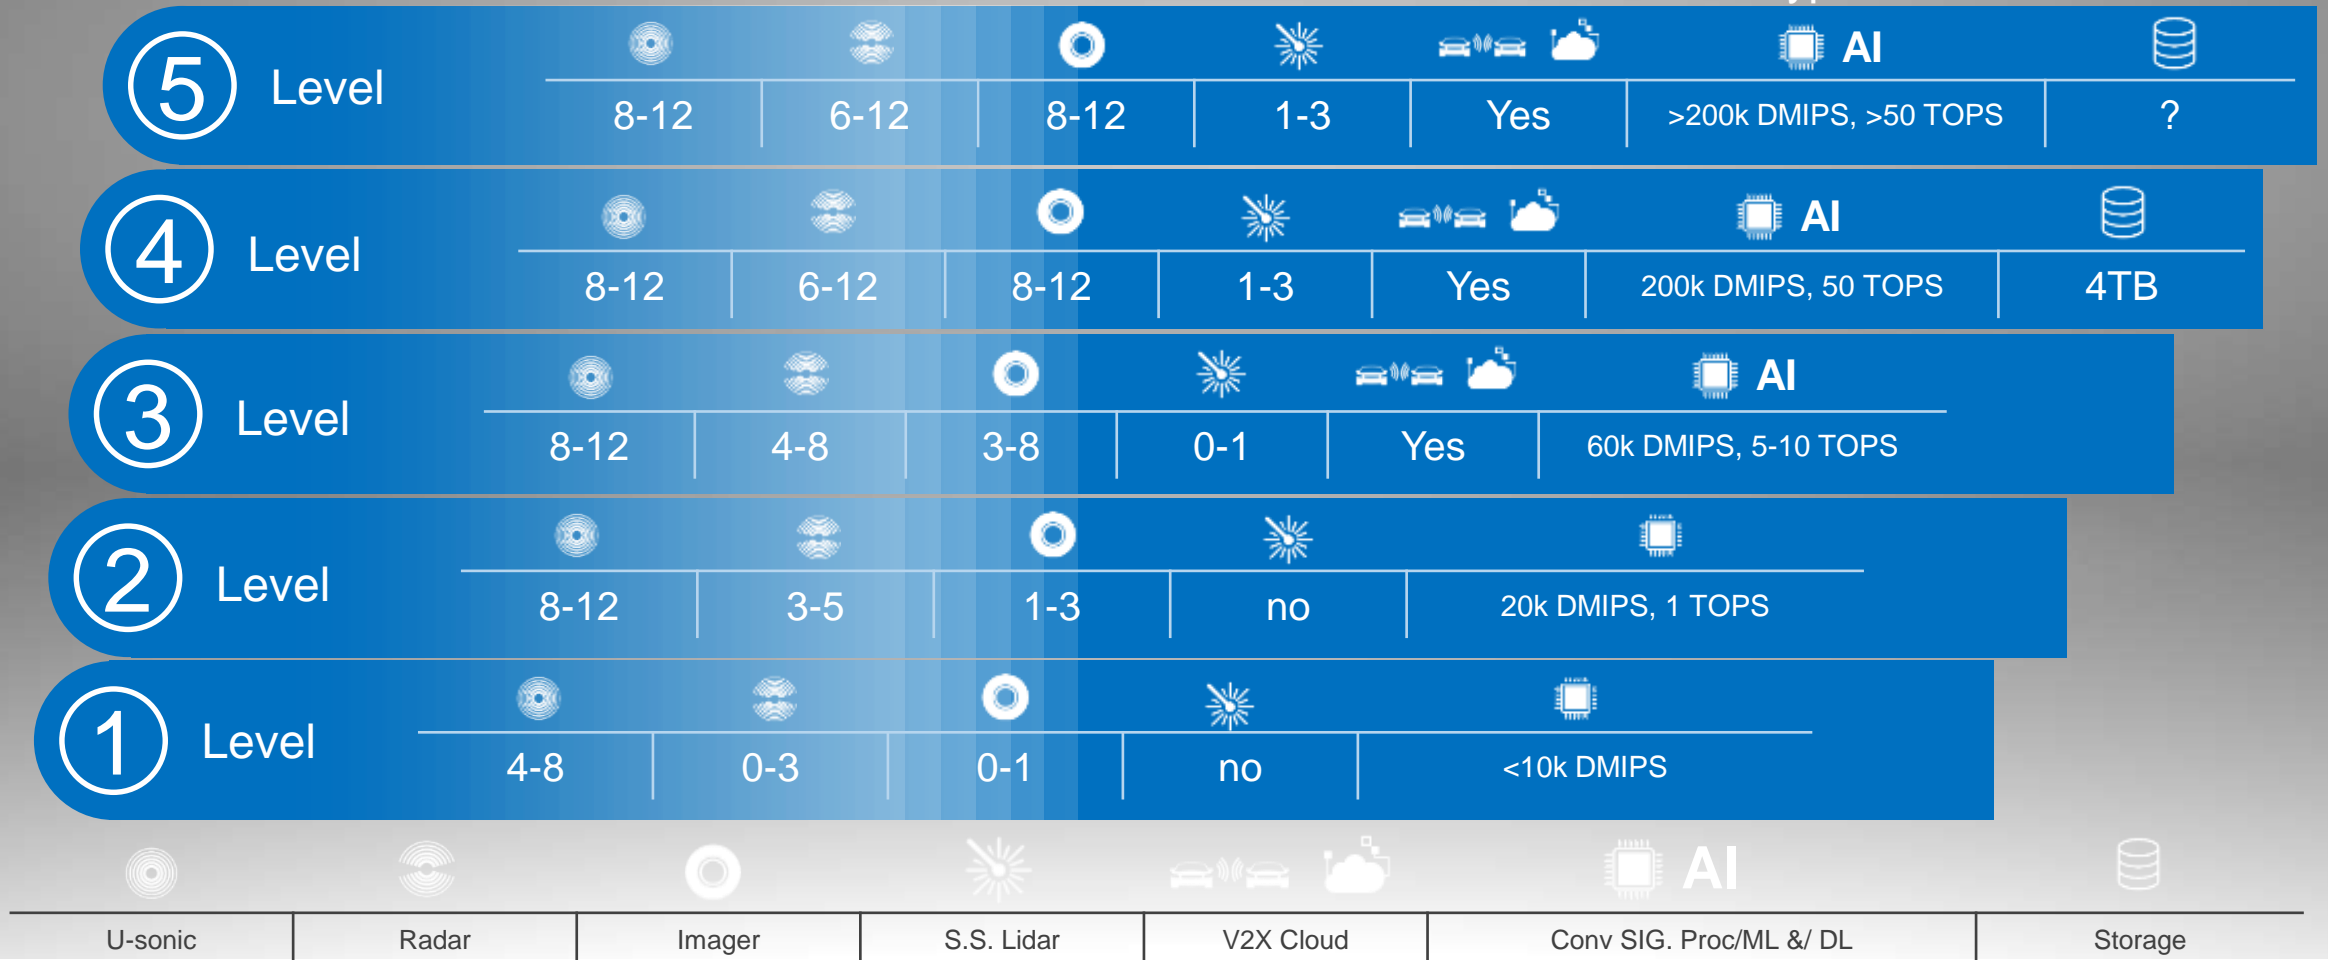 AI
5 Level
8-12 6-12 8-12 1-3 Yes >200k DMIPS, >50 TOPS ?
AI
4 Level
8-12 6-12 8-12 1-3 Yes 200k DMIPS, 50 TOPS 4TB
AI
3 Level
8-12 4-8 3-8 0-1 Yes 60k DMIPS, 5-10 TOPS
2 Level
8-12 3-5 1-3 no 20k DMIPS, 1 TOPS
1 Level
4-8 0-3 0-1 no <10k DMIPS
AI
U-sonic Radar Imager S.S. Lidar V2X Cloud Conv SIG. Proc/ML &/ DL Storage